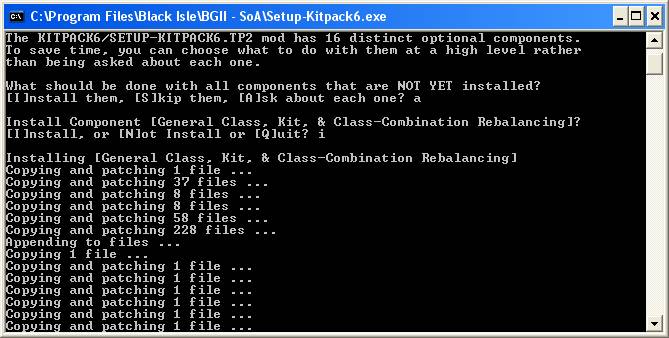 C:\Program Files\Black Isle\BGII - SoA\Setup-Kitpack6.exe
The KITPACK6/SETUP-KITPACK6.TP2 mod has 16 distinct optional components.
To save time, you can choose what to do with them at a high level rather
than being asked about each one.
What should be done with all components that are NOT YET installed?
[I]nstall them, [S]kip them, [A]sk about each one? a
Install Component [General Class, Kit, & Class-Combination Rebalancing]?
[I]nstall, or [N]ot Install or [Q]uit? i
Installing [General Class, Kit, & Class-Combination Rebalancing]
Copying and patching 1 file ...
Copying and patching 37 files ...
Copying and patching 8 files ...
Copying and patching 8 files ...
Copying and patching 58 files ...
Copying and patching 228 files ...
Appending to files ...
Copying 1 file ...
Copying and patching 1 file ...
Copying and patching 1 file ...
Copying and patching 1 file ...
Copying and patching 1 file ...
Copying and patching 1 file ...
Copying and patching 1 file ...